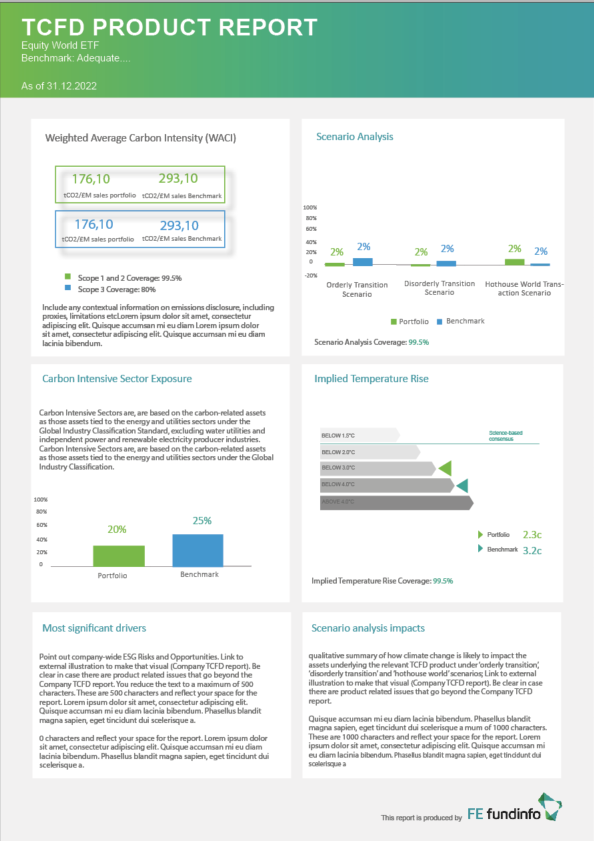 TCFD PRODUCT REPORT
Equity World ETF
Benchmark: Adequate....
As of 31.12.2022
Weighted Average Carbon Intensity (WACI)
176,10 293,10
tCO2/EM sales portfolio tCO2/EM sales Benchmark
176,10 293,10
tCO2/EM sales portfolio tCO2/EM sales Benchmark
Scope 1 and 2 Coverage: 99.5%
Scope 3 Coverage: 80%
Include any contextual information on emissions disclosure, including
proxies, limitations etcLorem ipsum dolor sit amet, consectetur
adipiscing elit. Quisque accumsan mi eu diam Lorem ipsum dolor
sit amet, consectetur adipiscing elit. Quisque accumsan mi eu diam
lacinia bibendum.
Scenario Analysis
100%
80%
60%
40%
20%
0
-20%
2% 2% 2% 2% 2% 2%
Orderly Transition
Scenario
Disorderly Transition
Scenario
Hothouse World Trans-
action Scenario
Portfolio Benchmark
Scenario Analysis Coverage: 99.5%
Carbon Intensive Sector Exposure
Carbon Intensive Sectors are, are based on the carbon-related assets
as those assets tied to the energy and utilities sectors under the
Global Industry Classification Standard, excluding water utilities and
independent power and renewable electricity producer industries.
Carbon Intensive Sectors are, are based on the carbon-related assets
as those assets tied to the energy and utilities sectors under the Global
Industry Classification.
100%
80%
60%
40%
20%
0
20% 25%
Portfolio Benchmark
Implied Temperature Rise
BELOW 1.5°C
BELOW 2.0°C
BELOW 3.0°C
BELOW 4.0°C
ABOVE 4.0°C
Science-based
consensus
Portfolio 2.3c
Benchmark 3.2c
Implied Temperature Rise Coverage: 99.5%
Most significant drivers
Point out company-wide ESG Risks and Opportunities. Link to
external illustration to make that visual (Company TCFD report). Be
clear in case there are product related issues that go beyond the
Company TCFD report. You reduce the text to a maximum of 500
characters. These are 500 characters and reflect your space for the
report. Lorem ipsum dolor sit amet, consectetur adipiscing elit.
Quisque accumsan mi eu diam lacinia bibendum. Phasellus blandit
magna sapien, eget tincidunt dui scelerisque a.
0 characters and reflect your space for the report. Lorem ipsum dolor
sit amet, consectetur adipiscing elit. Quisque accumsan mi eu diam
lacinia bibendum. Phasellus blandit magna sapien, eget tincidunt dui
scelerisque a.
Scenario analysis impacts
qualitative summary of how climate change is likely to impact the
assets underlying the relevant TCFD product under 'orderly transition',
'disorderly transition' and 'hothouse world' scenarios; Link to external
illustration to make that visual (Company TCFD report). Be clear in case
there are product related issues that go beyond the Company TCFD
report.
Quisque accumsan mi eu diam lacinia bibendum. Phasellus blandit
magna sapien, eget tincidunt dui scelerisque a mum of 1000 characters.
These are 1000 characters and reflect your space for the report. Lorem
ipsum dolor sit amet, consectetur adipiscing elit. Quisque accumsan mi
eu diam lacinia bibendum. Phasellus blandit magna sapien, eget tincidunt dui
scelerisque a
This report is produced by FE fundinfo